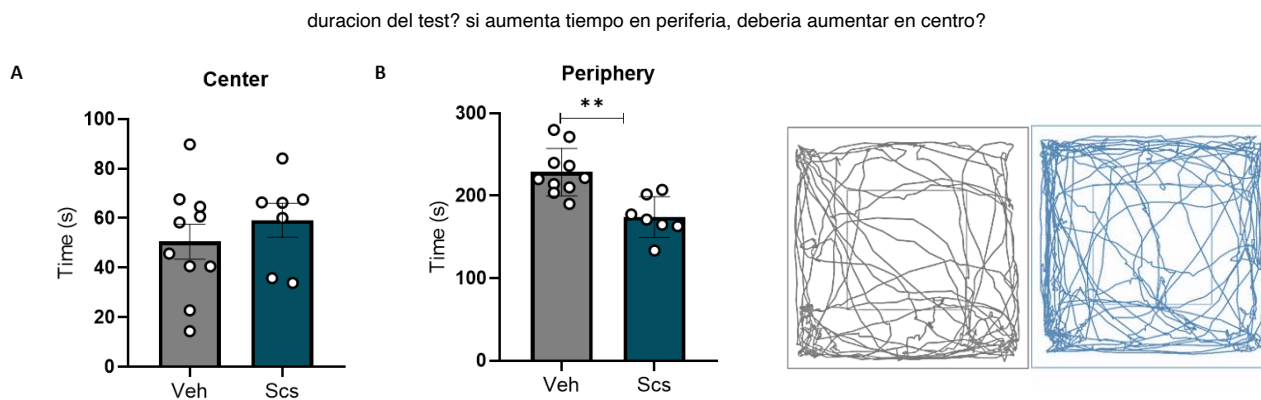 duracion del test? si aumenta tiempo en periferia, deberia aumentar en centro?
A
Center
Time (s)
100
80
60
40
20
0
Veh
Scs
B
Periphery
**
Time (s)
300
200
100
0
Veh
Scs